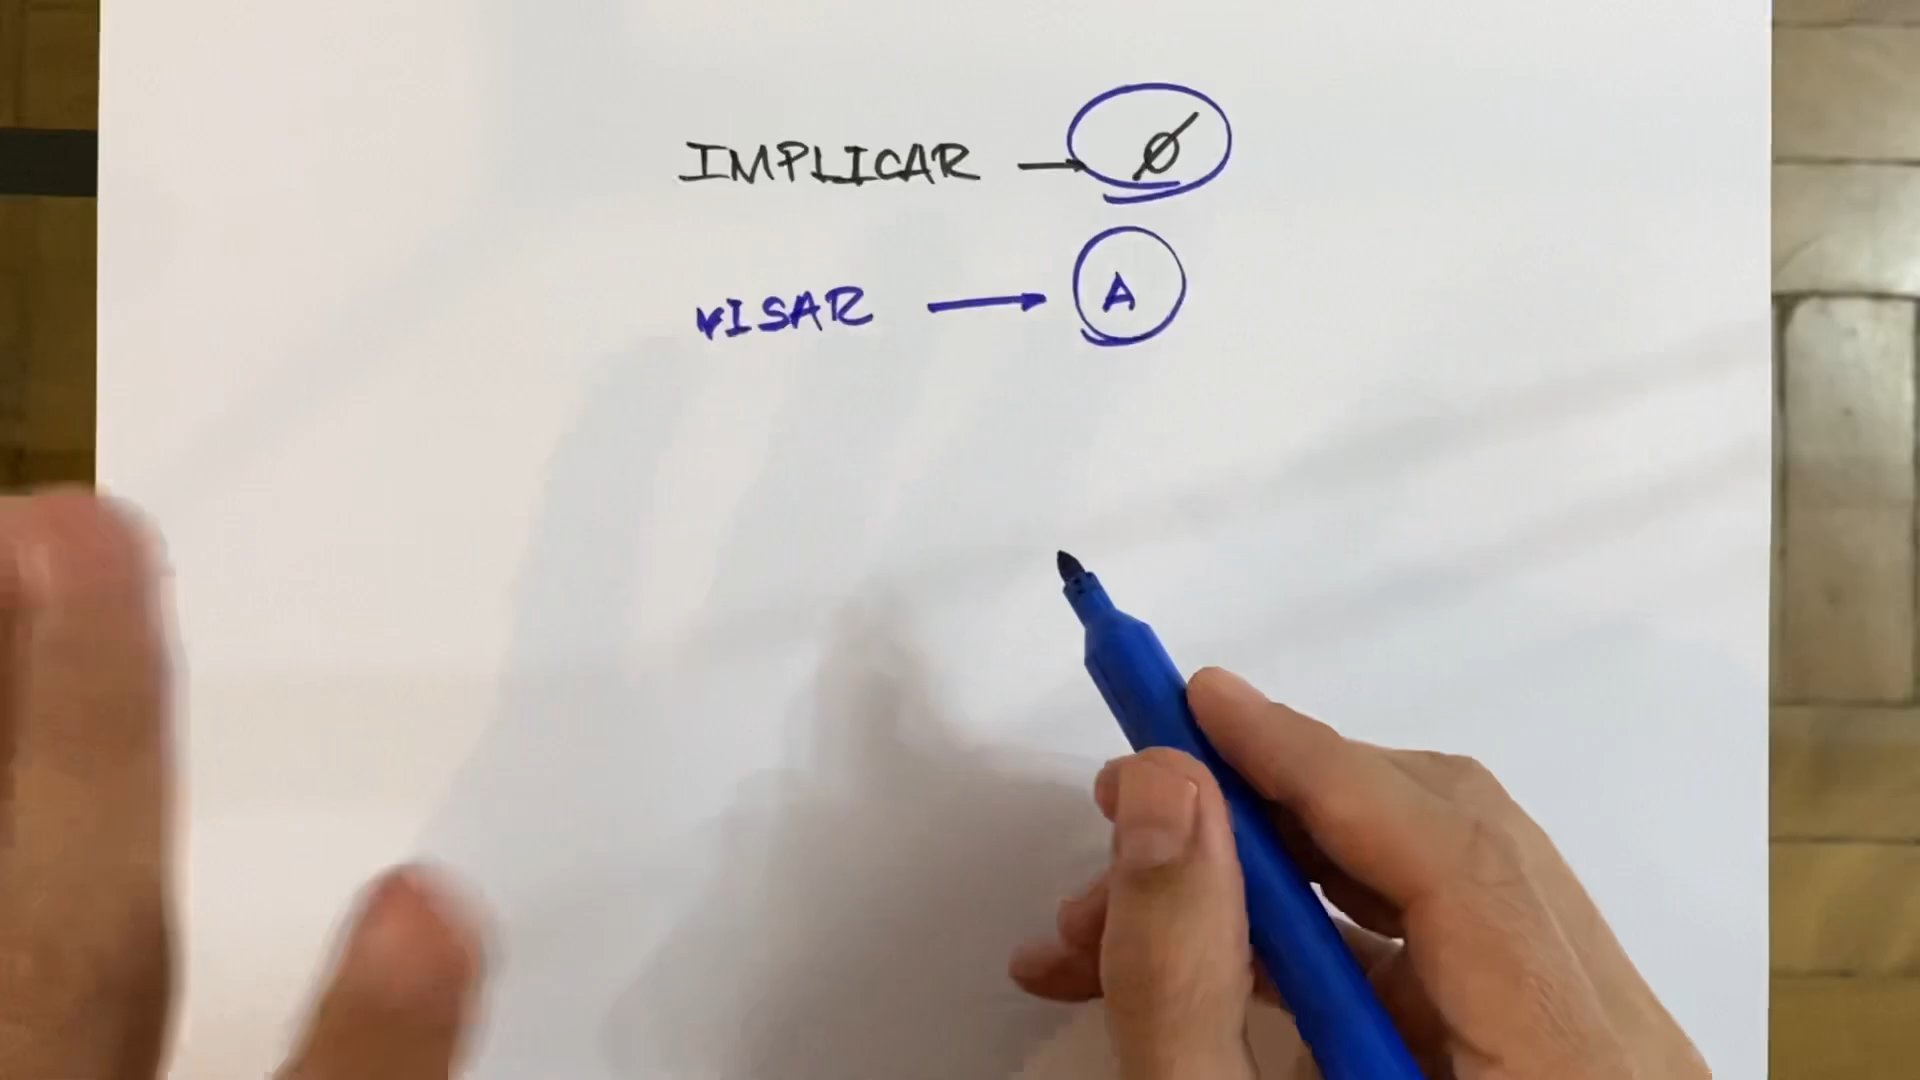 IMPLICAR → Ø
VISAR → A